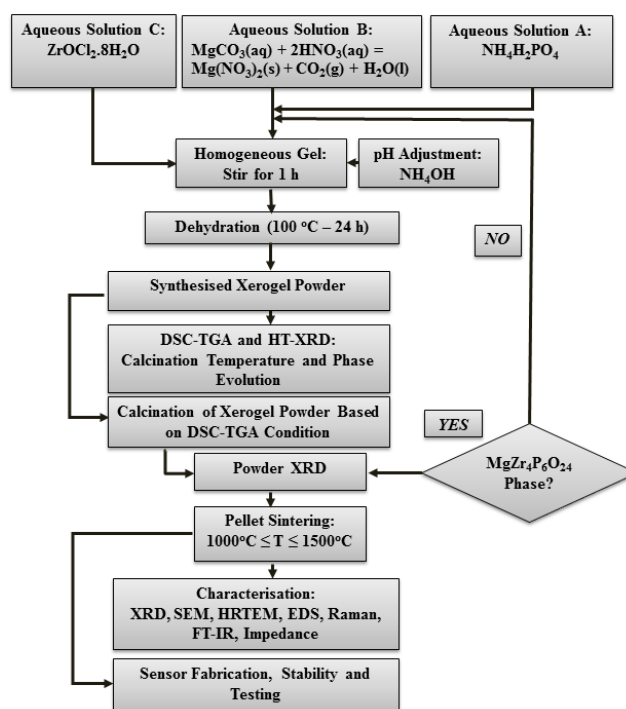 Aqueous Solution C:
ZrOCl₂.8H₂O
Aqueous Solution B:
MgCO₃(aq) + 2HNO₃(aq) =
Mg(NO₃)₂(s) + CO₂(g) + H₂O(l)
Aqueous Solution A:
NH₄H₂PO₄
Homogeneous Gel:
Stir for 1 h
pH Adjustment:
NH₄OH
Dehydration (100 °C – 24 h)
NO
Synthesised Xerogel Powder
DSC-TGA and HT-XRD:
Calcination Temperature and Phase
Evolution
Calcination of Xerogel Powder Based
on DSC-TGA Condition
YES
Powder XRD
MgZr₄P₆O₂₄
Phase?
Pellet Sintering:
1000°C ≤ T ≤ 1500°C
Characterisation:
XRD, SEM, HRTEM, EDS, Raman,
FT-IR, Impedance
Sensor Fabrication, Stability and
Testing